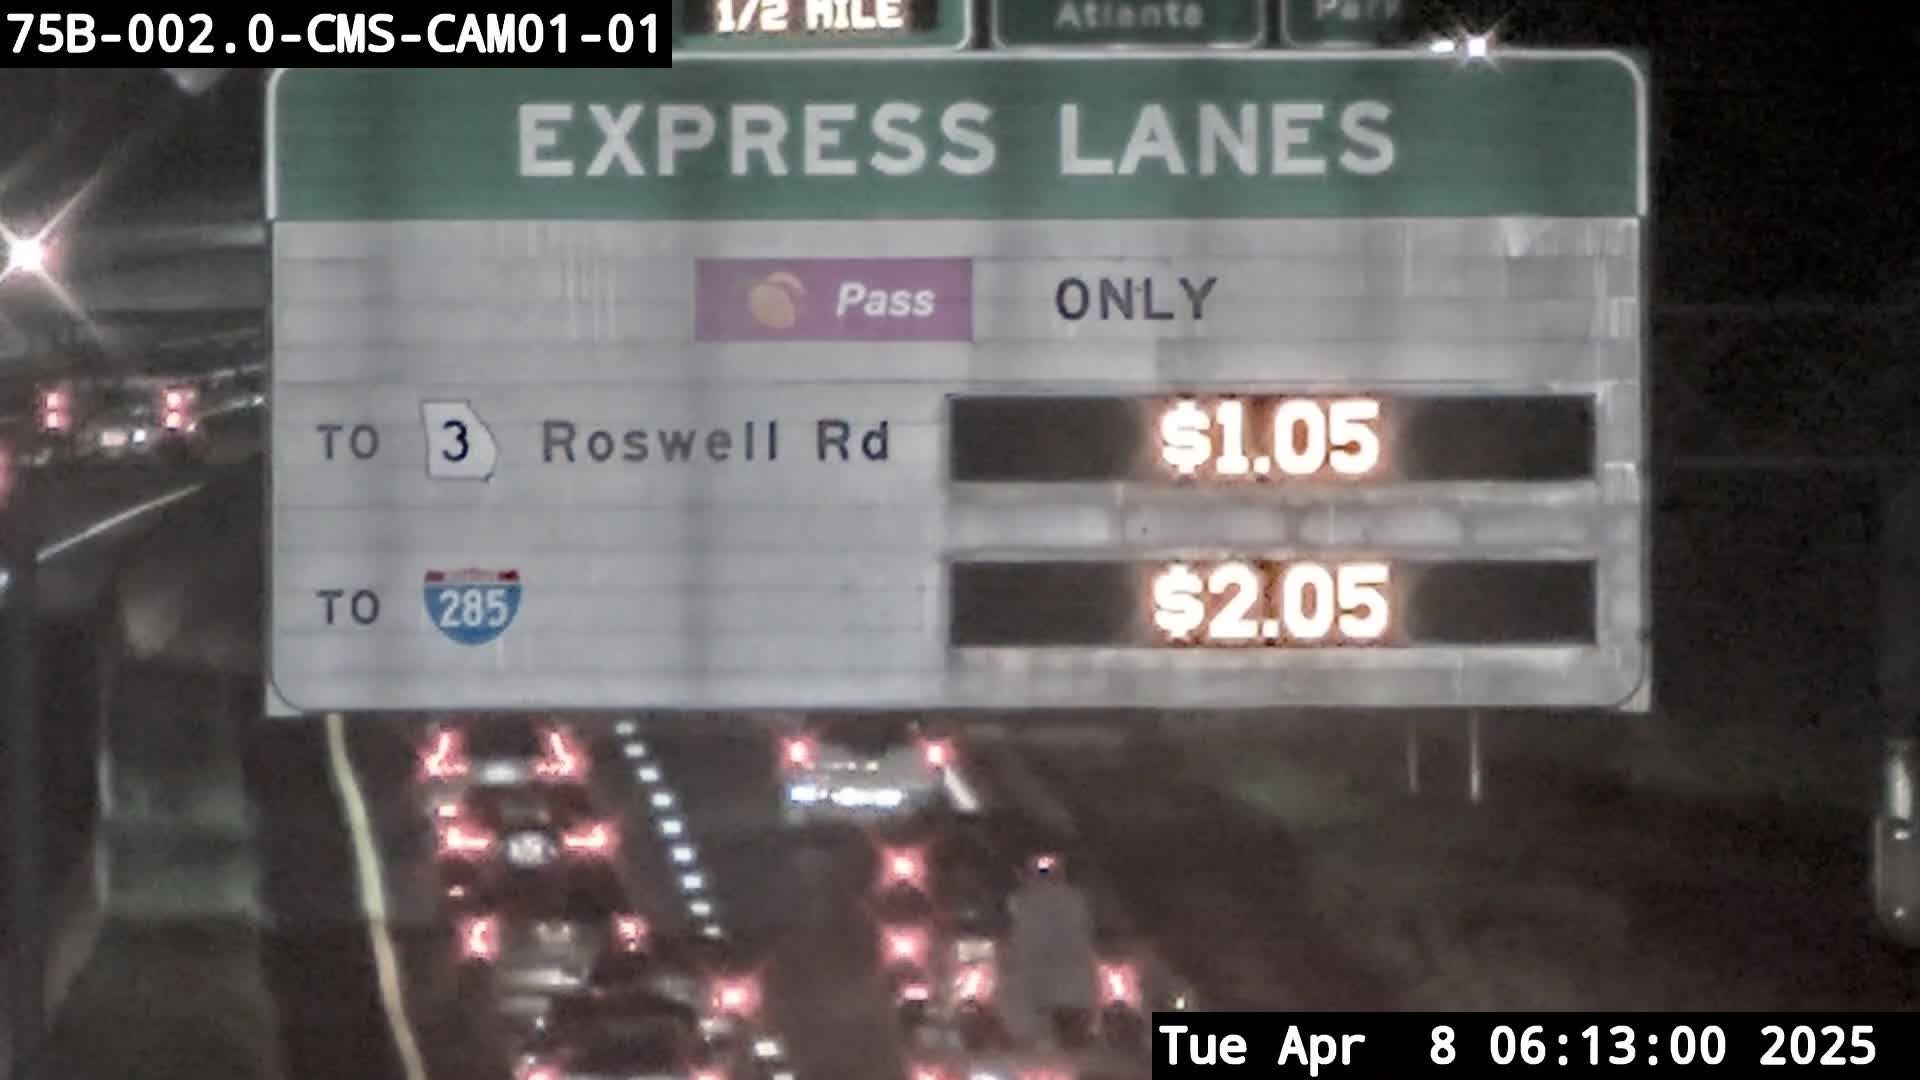 75B-002.0-CMS-CAM01-01
1/2 MILE
Atlanta
Park
EXPRESS LANES
Pass ONLY
TO 3 Roswell Rd $1.05
TO 285 $2.05
Tue Apr 8 06:13:00 2025